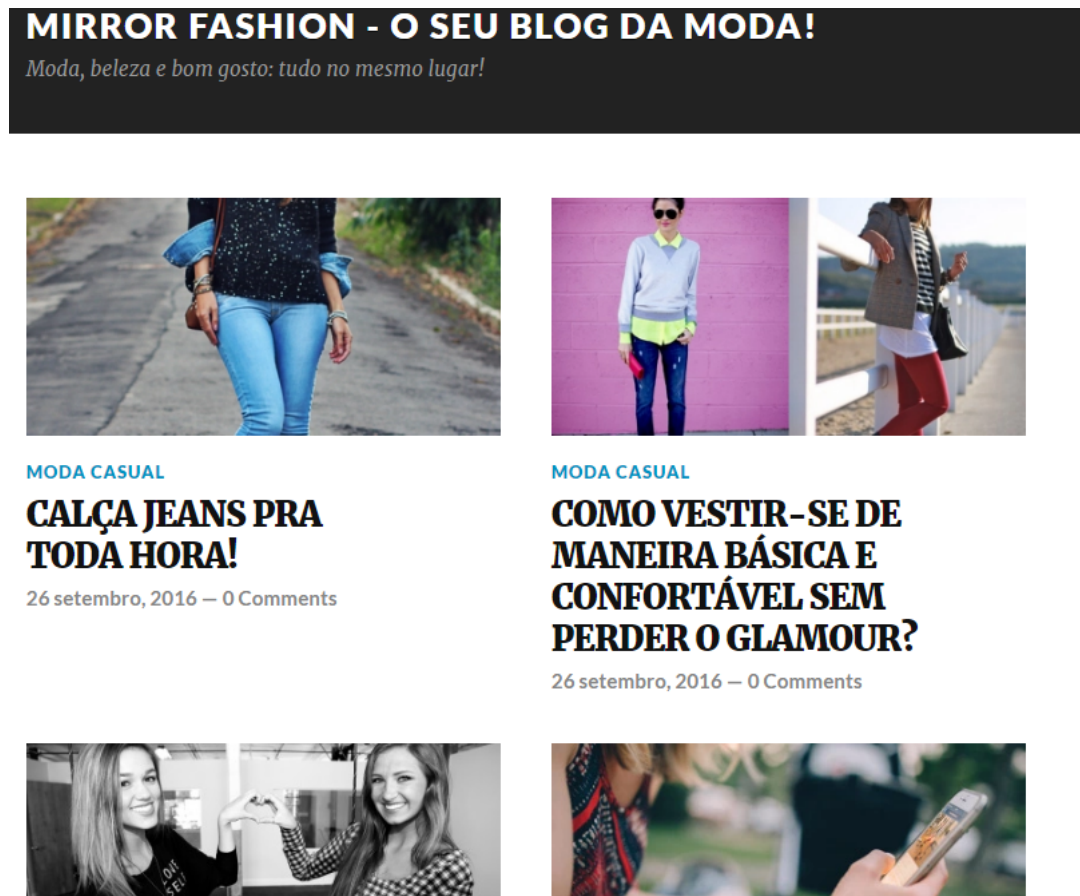 MIRROR FASHION - O SEU BLOG DA MODA!
Moda, beleza e bom gosto: tudo no mesmo lugar!
MODA CASUAL
CALÇA JEANS PRA
TODA HORA!
26 setembro, 2016 — 0 Comments
MODA CASUAL
COMO VESTIR-SE DE
MANEIRA BÁSICA E
CONFORTÁVEL SEM
PERDER O GLAMOUR?
26 setembro, 2016 — 0 Comments